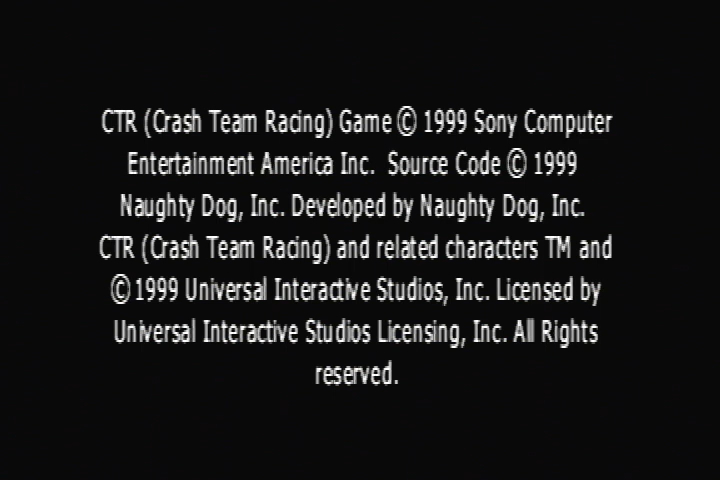 CTR (Crash Team Racing) Game © 1999 Sony Computer
Entertainment America Inc.  Source Code © 1999
Naughty Dog, Inc. Developed by Naughty Dog, Inc.
CTR (Crash Team Racing) and related characters TM and
© 1999 Universal Interactive Studios, Inc. Licensed by
Universal Interactive Studios Licensing, Inc. All Rights
reserved.